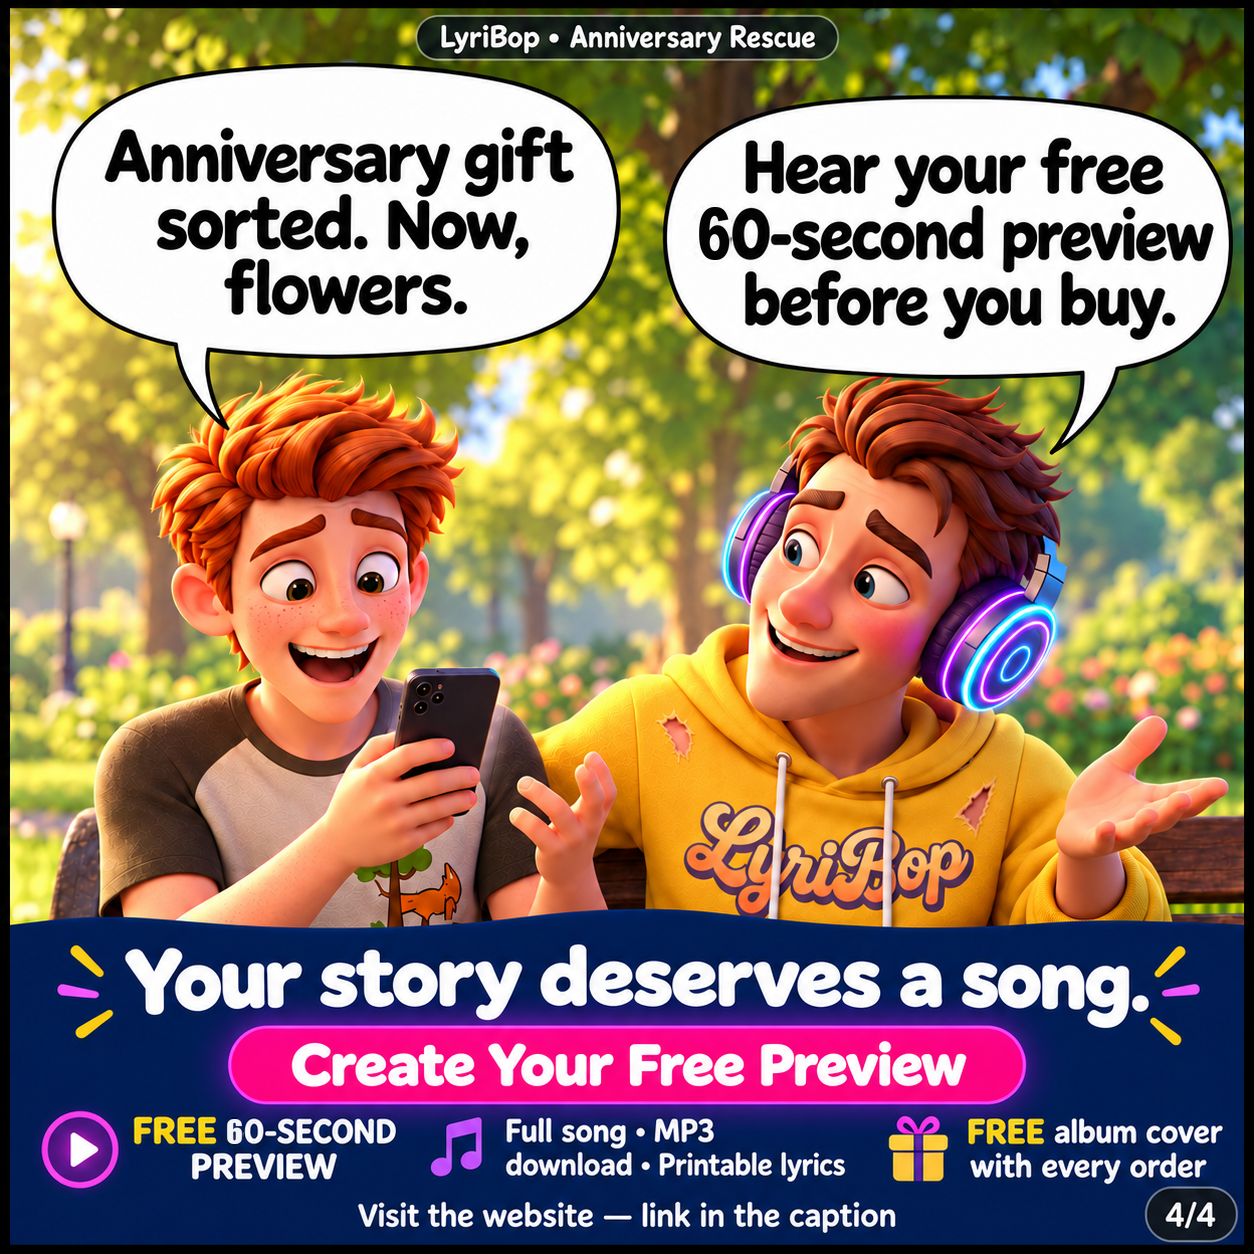 LyriBop • Anniversary Rescue
Anniversary gift
sorted. Now,
flowers.
Hear your free
60-second preview
before you buy.
LyriBop
Your story deserves a song.
Create Your Free Preview
FREE 60-SECOND
PREVIEW
Full song • MP3
download • Printable lyrics
FREE album cover
with every order
Visit the website — link in the caption
4/4